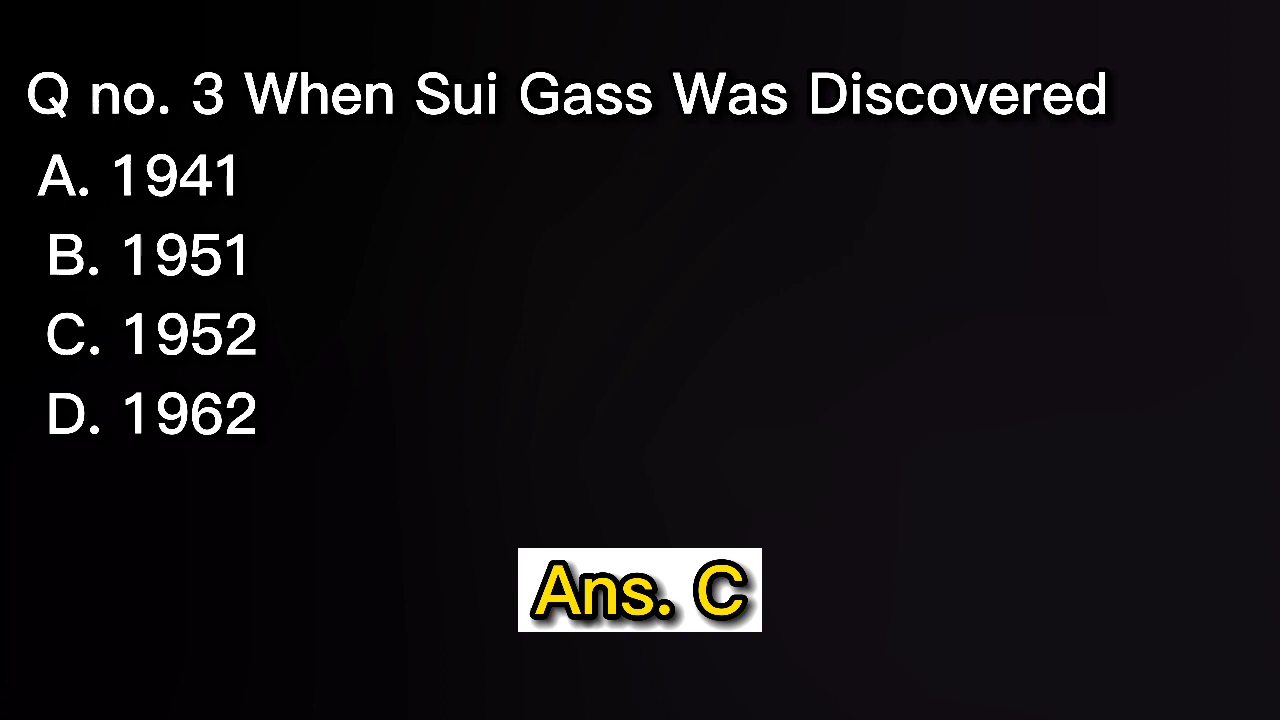 Q no. 3 When Sui Gass Was Discovered
A. 1941
B. 1951
C. 1952
D. 1962
Ans. C